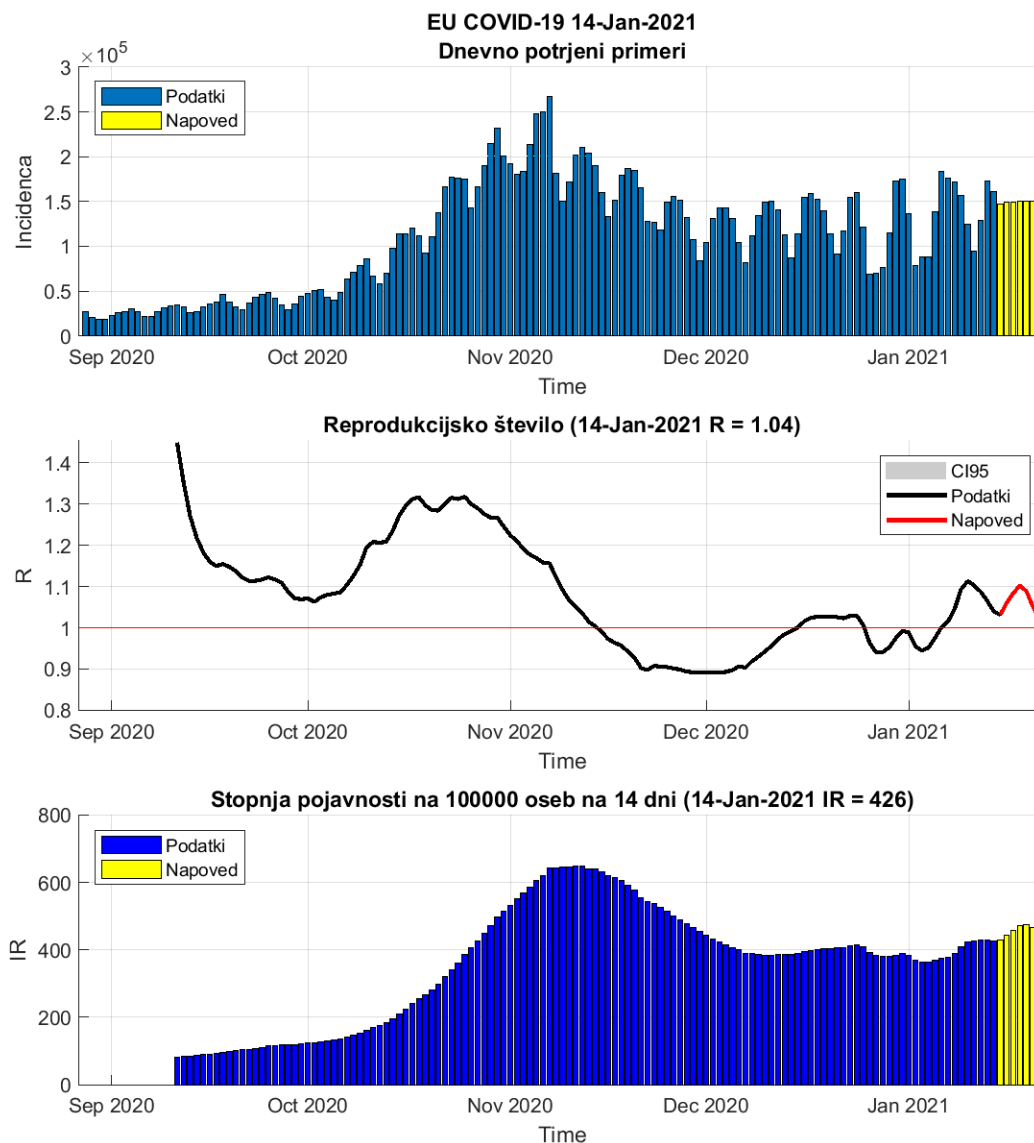 EU COVID-19 14-Jan-2021
Dnevno potrjeni primeri
×10^5
3
2.5
2
1.5
1
0.5
0
Incidenca
Podatki
Napoved
Sep 2020 Oct 2020 Nov 2020 Dec 2020 Jan 2021
Time
Reprodukcijsko število (14-Jan-2021 R = 1.04)
1.4
1.3
1.2
1.1
1
0.9
0.8
R
CI95
Podatki
Napoved
Sep 2020 Oct 2020 Nov 2020 Dec 2020 Jan 2021
Time
Stopnja pojavnosti na 100000 oseb na 14 dni (14-Jan-2021 IR = 426)
800
600
400
200
0
IR
Podatki
Napoved
Sep 2020 Oct 2020 Nov 2020 Dec 2020 Jan 2021
Time